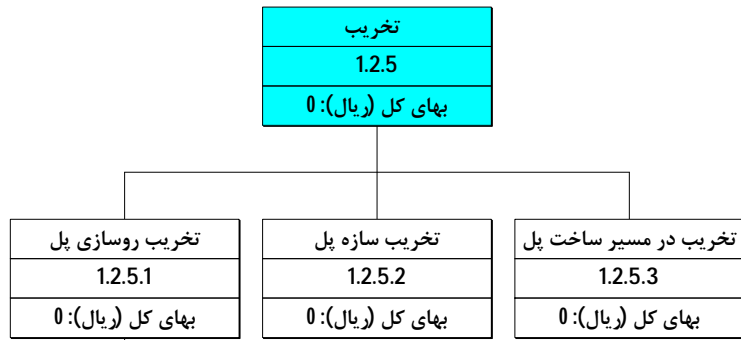 تخریب
1.2.5
بهای کل (ریال): 0
تخریب روسازی پل
1.2.5.1
بهای کل (ریال): 0
تخریب سازه پل
1.2.5.2
بهای کل (ریال): 0
تخریب در مسیر ساخت پل
1.2.5.3
بهای کل (ریال): 0